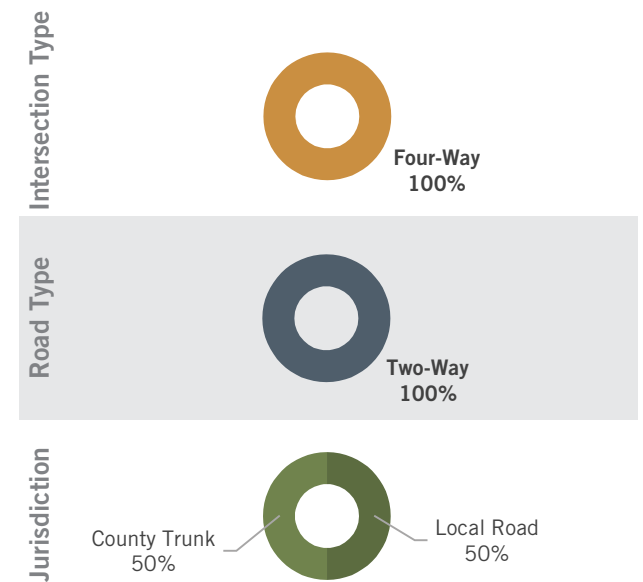 Intersection Type
Four-Way
100%
Road Type
Two-Way
100%
Jurisdiction
County Trunk
50%
Local Road
50%